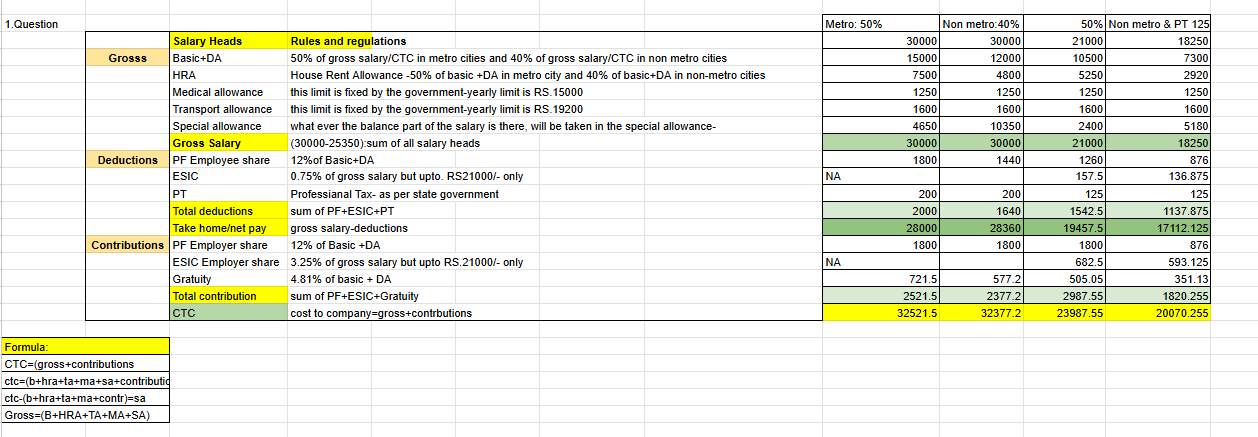 1.Question Metro: 50% Non metro:40% 50% Non metro & PT 125
Salary Heads Rules and regulations 30000 30000 21000 18250
Grosss Basic+DA 50% of gross salary/CTC in metro cities and 40% of gross salary/CTC in non metro cities 15000 12000 10500 7300
HRA House Rent Allowance -50% of basic +DA in metro city and 40% of basic+DA in non-metro cities 7500 4800 5250 2920
Medical allowance this limit is fixed by the government-yearly limit is RS.15000 1250 1250 1250 1250
Transport allowance this limit is fixed by the government-yearly limit is RS.19200 1600 1600 1600 1600
Special allowance what ever the balance part of the salary is there, will be taken in the special allowance- 4650 10350 2400 5180
Gross Salary (30000-25350):sum of all salary heads 30000 30000 21000 18250
Deductions PF Employee share 12%of Basic+DA 1800 1440 1260 876
ESIC 0.75% of gross salary but upto. RS21000/- only NA 157.5 136.875
PT Professianal Tax- as per state government 200 200 125 125
Total deductions sum of PF+ESIC+PT 2000 1640 1542.5 1137.875
Take home/net pay gross salary-deductions 28000 28360 19457.5 17112.125
Contributions PF Employer share 12% of Basic +DA 1800 1800 1800 876
ESIC Employer share 3.25% of gross salary but upto RS.21000/- only NA 682.5 593.125
Gratuity 4.81% of basic + DA 721.5 577.2 505.05 351.13
Total contribution sum of PF+ESIC+Gratuity 2521.5 2377.2 2987.55 1820.255
CTC cost to company=gross+contrbutions 32521.5 32377.2 23987.55 20070.255
Formula:
CTC=(gross+contributions
ctc=(b+hra+ta+ma+sa+contributic
ctc-(b+hra+ta+ma+contr)=sa
Gross=(B+HRA+TA+MA+SA)